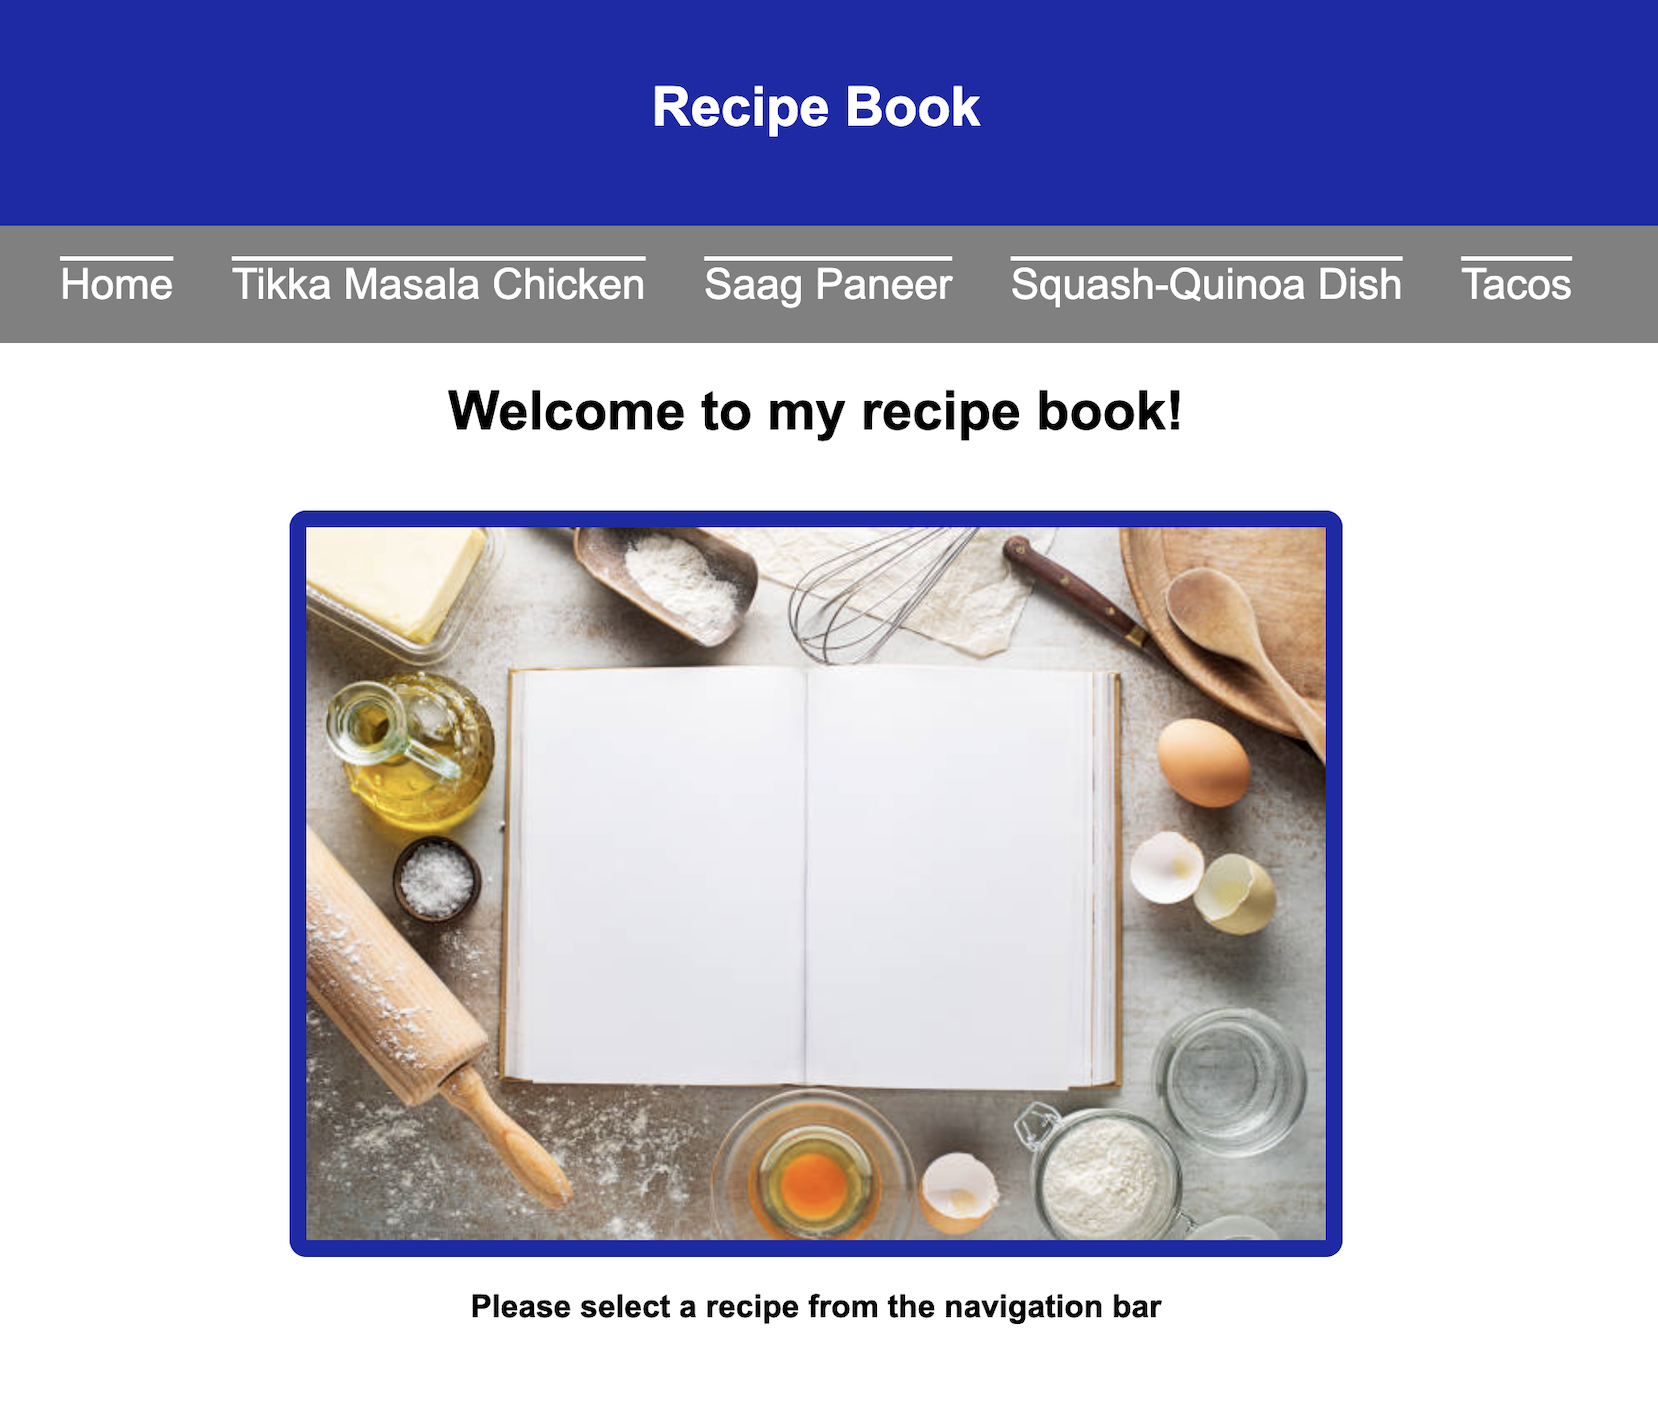 Recipe Book
Home Tikka Masala Chicken Saag Paneer Squash-Quinoa Dish Tacos
Welcome to my recipe book!
Please select a recipe from the navigation bar